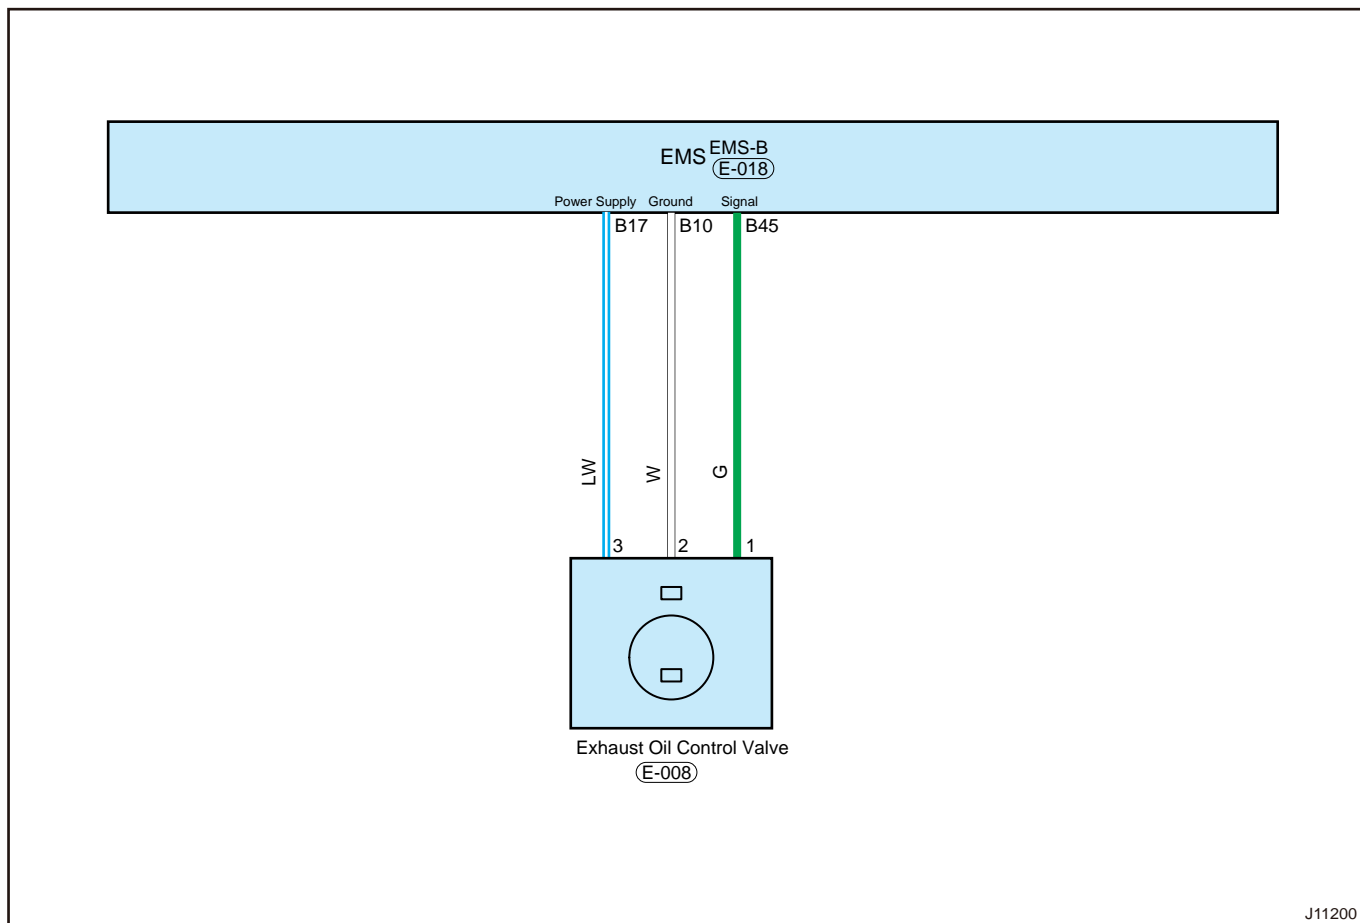 EMS EMS-B
E-018
Power Supply Ground Signal
B17 B10 B45
LW W G
3 2 1
Exhaust Oil Control Valve
E-008
J11200